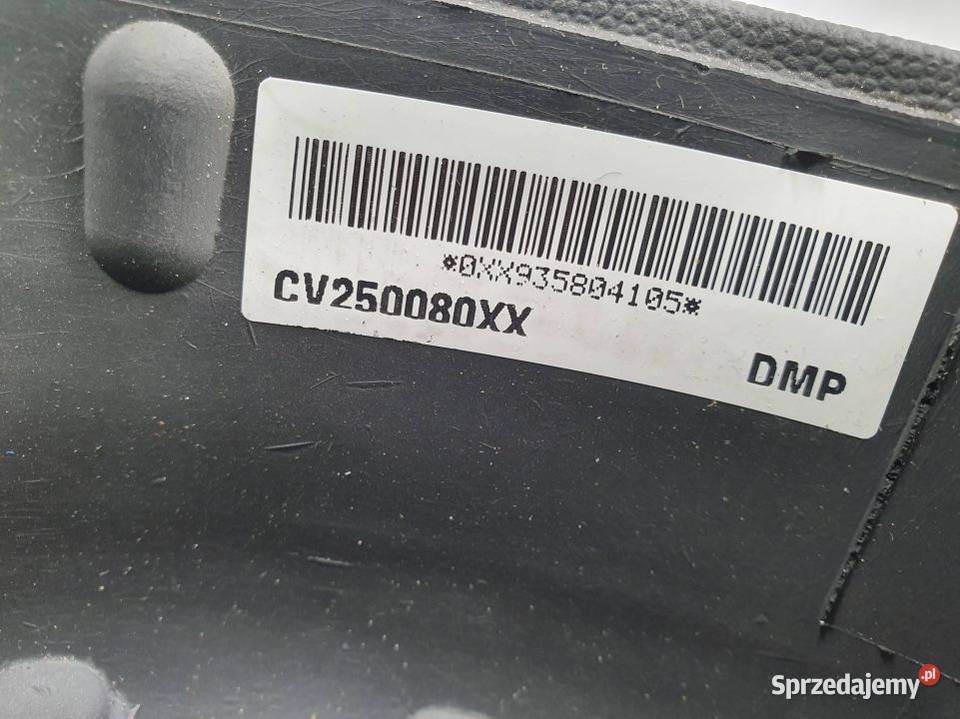 *0XX935804105*
CV250080XX
DMP
Sprzedajemy.pl